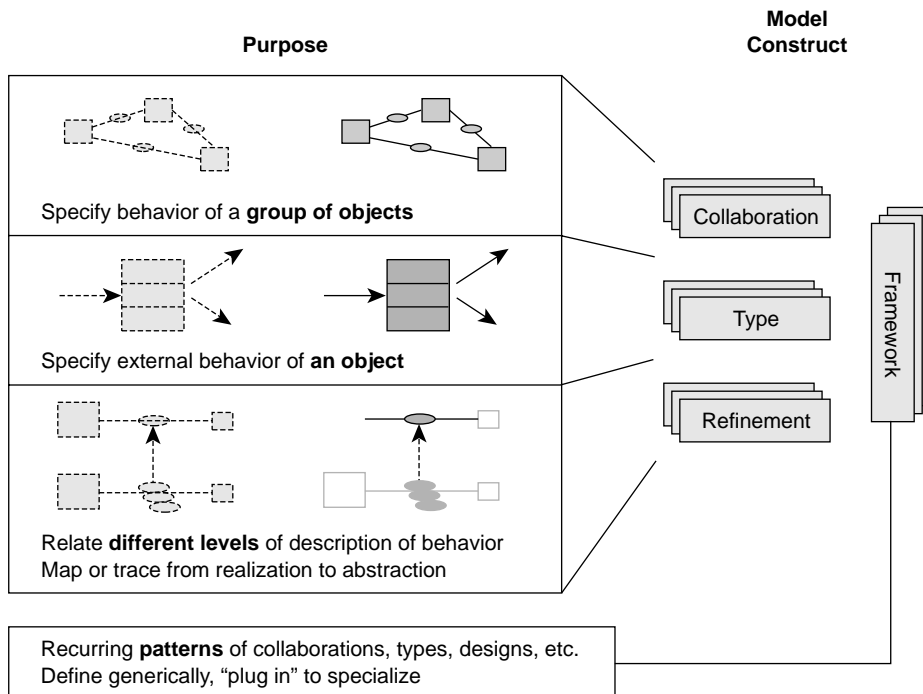 Purpose
Model
Construct
Specify behavior of a group of objects
Collaboration
Specify external behavior of an object
Type
Framework
Refinement
Relate different levels of description of behavior
Map or trace from realization to abstraction
Recurring patterns of collaborations, types, designs, etc.
Define generically, “plug in” to specialize